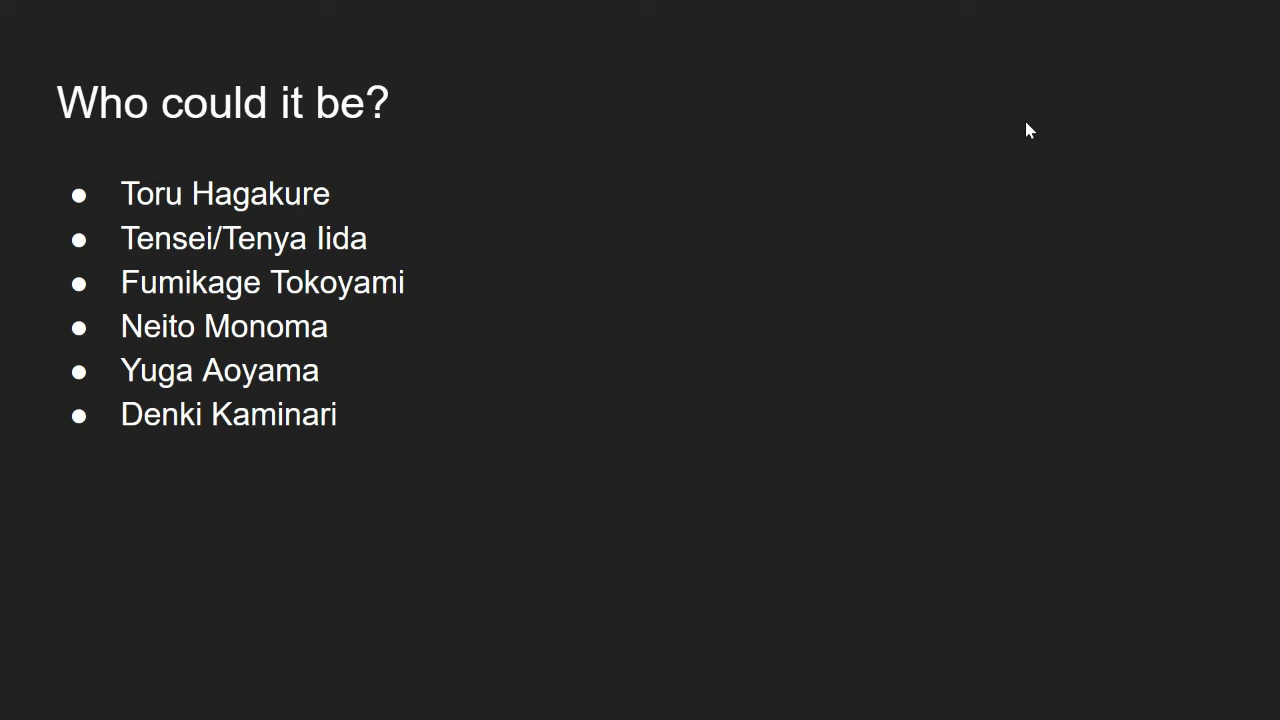 Who could it be?
● Toru Hagakure
● Tensei/Tenya Iida
● Fumikage Tokoyami
● Neito Monoma
● Yuga Aoyama
● Denki Kaminari